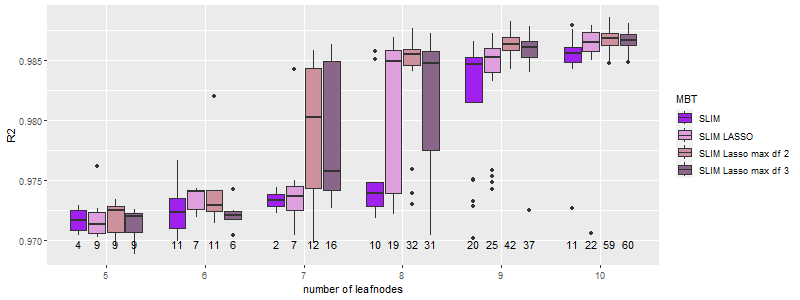 R2
0.985
0.980
0.975
0.970
4 9 9 9 11 7 11 6 2 7 12 16 10 19 32 31 20 25 42 37 11 22 59 60
5 6 7 8 9 10
number of leafnodes
MBT
SLIM
SLIM LASSO
SLIM Lasso max df 2
SLIM Lasso max df 3